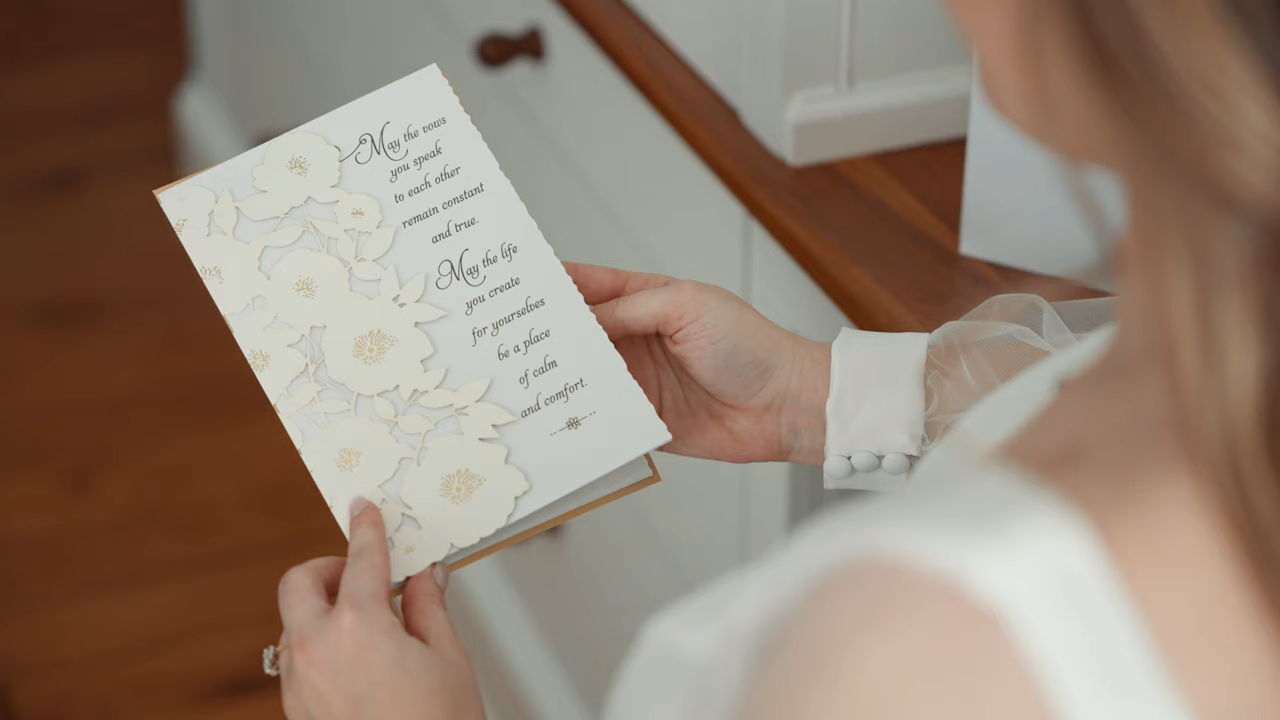 May the vows
you speak
to each other
remain constant
and true.
May the life
you create
for yourselves
be a place
of calm
and comfort.